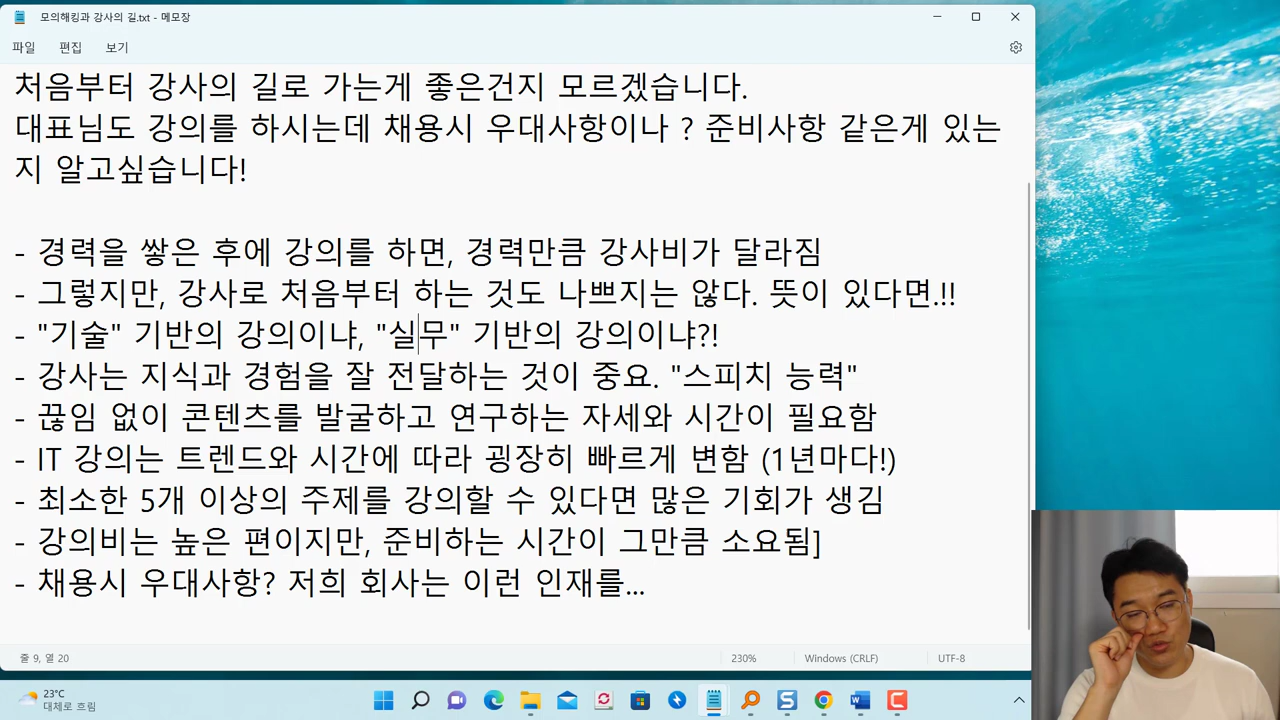 모의해킹과 강사의 길.txt - 메모장
파일 편집 보기
처음부터 강사의 길로 가는게 좋은건지 모르겠습니다.
대표님도 강의를 하시는데 채용시 우대사항이나 ? 준비사항 같은게 있는
지 알고싶습니다!
- 경력을 쌓은 후에 강의를 하면, 경력만큼 강사비가 달라짐
- 그렇지만, 강사로 처음부터 하는 것도 나쁘지는 않다. 뜻이 있다면.!!
- "기술" 기반의 강의이냐, "실무" 기반의 강의이냐?!
- 강사는 지식과 경험을 잘 전달하는 것이 중요. "스피치 능력"
- 끊임 없이 콘텐츠를 발굴하고 연구하는 자세와 시간이 필요함
- IT 강의는 트렌드와 시간에 따라 굉장히 빠르게 변함 (1년마다!)
- 최소한 5개 이상의 주제를 강의할 수 있다면 많은 기회가 생김
- 강의비는 높은 편이지만, 준비하는 시간이 그만큼 소요됨]
- 채용시 우대사항? 저희 회사는 이런 인재를...
줄 9, 열 20 230% Windows (CRLF) UTF-8
23°C
대체로 흐림